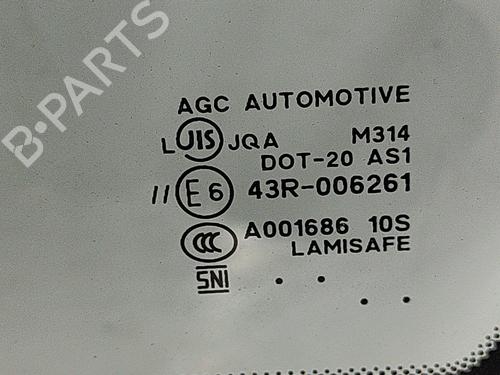 B-PARTS
AGC AUTOMOTIVE
L JIS JQA M314
DOT-20 AS1
II E6 43R-006261
CCC A001686 10S
LAMISAFE
SNI